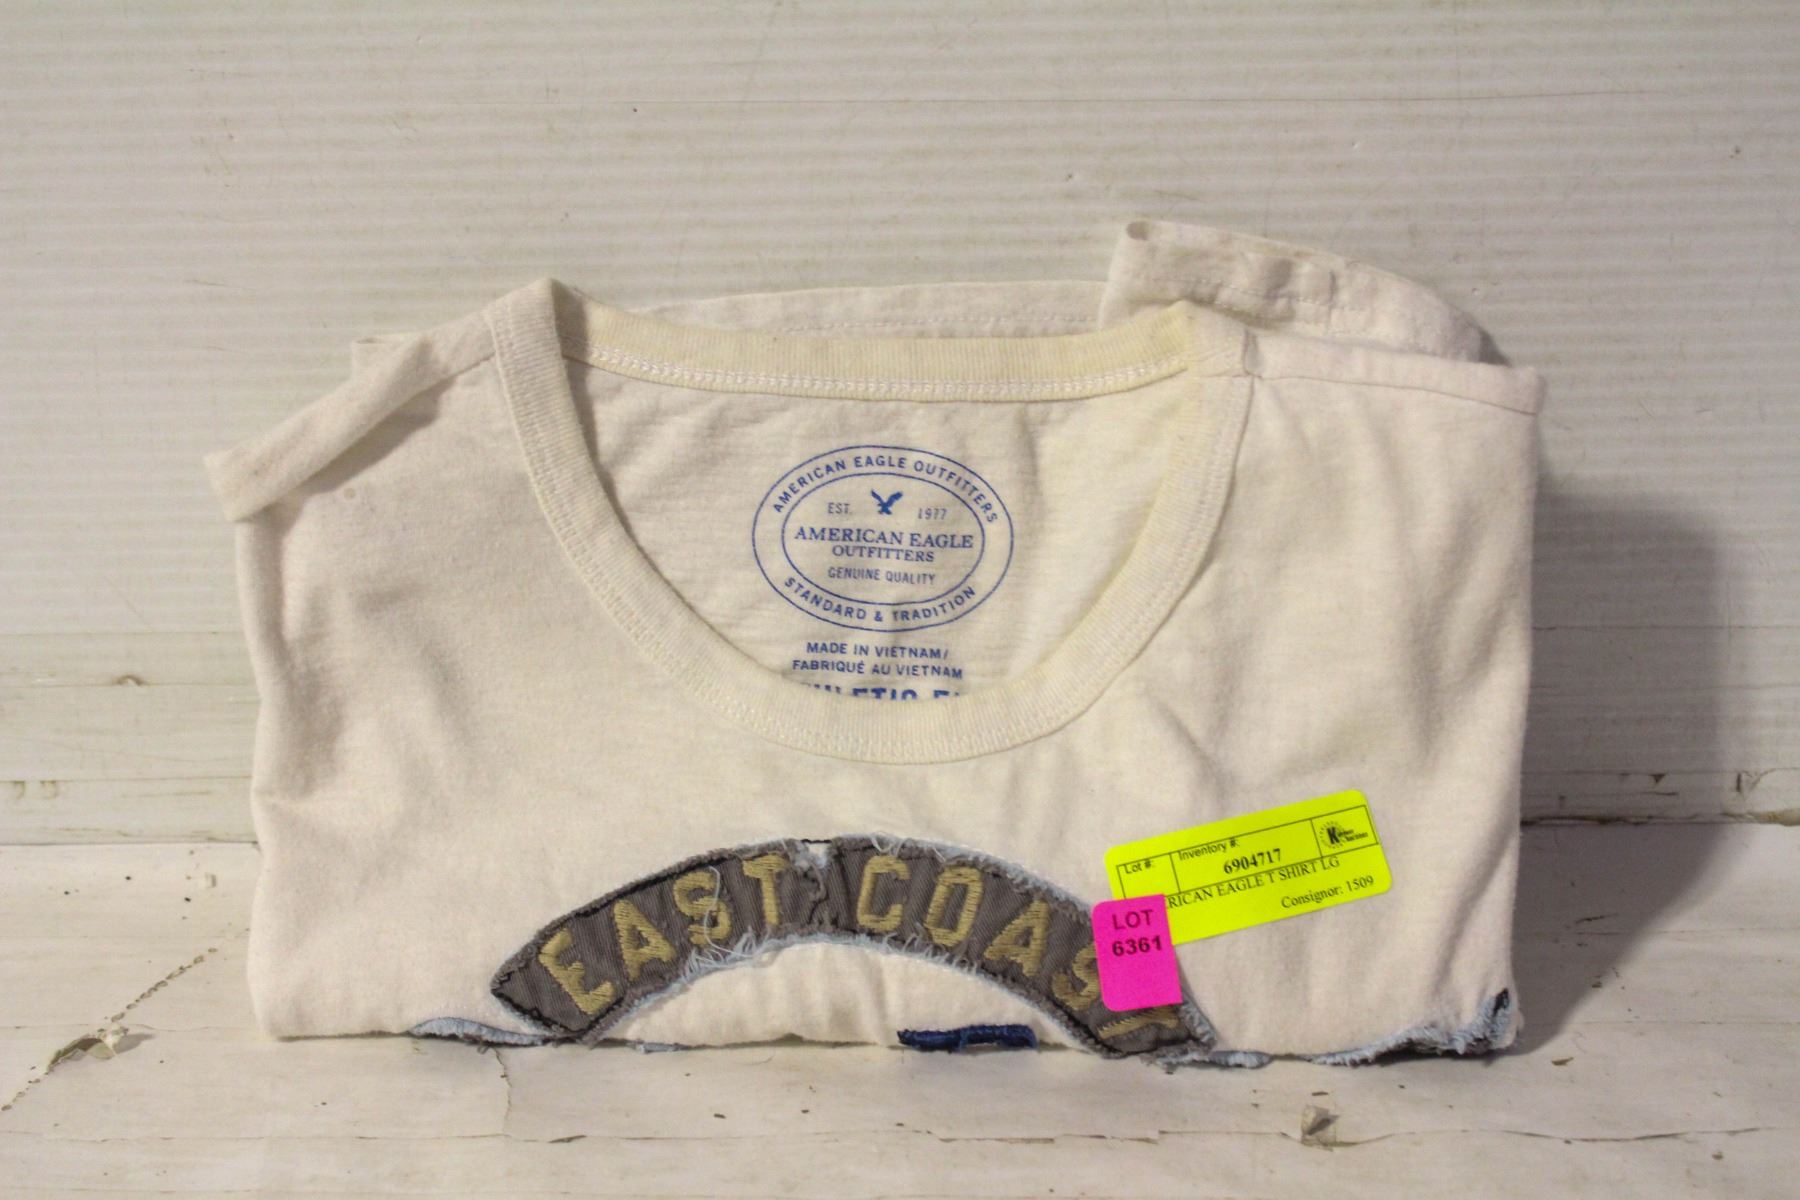 AMERICAN EAGLE OUTFITTERS
EST. 1977
AMERICAN EAGLE
OUTFITTERS
GENUINE QUALITY
STANDARD & TRADITION
MADE IN VIETNAM/
FABRIQUÉ AU VIETNAM
EAST COAST
Lot #: Inventory #:
6904717
RICAN EAGLE T SHIRT LG
Consignor: 1509
LOT
6361